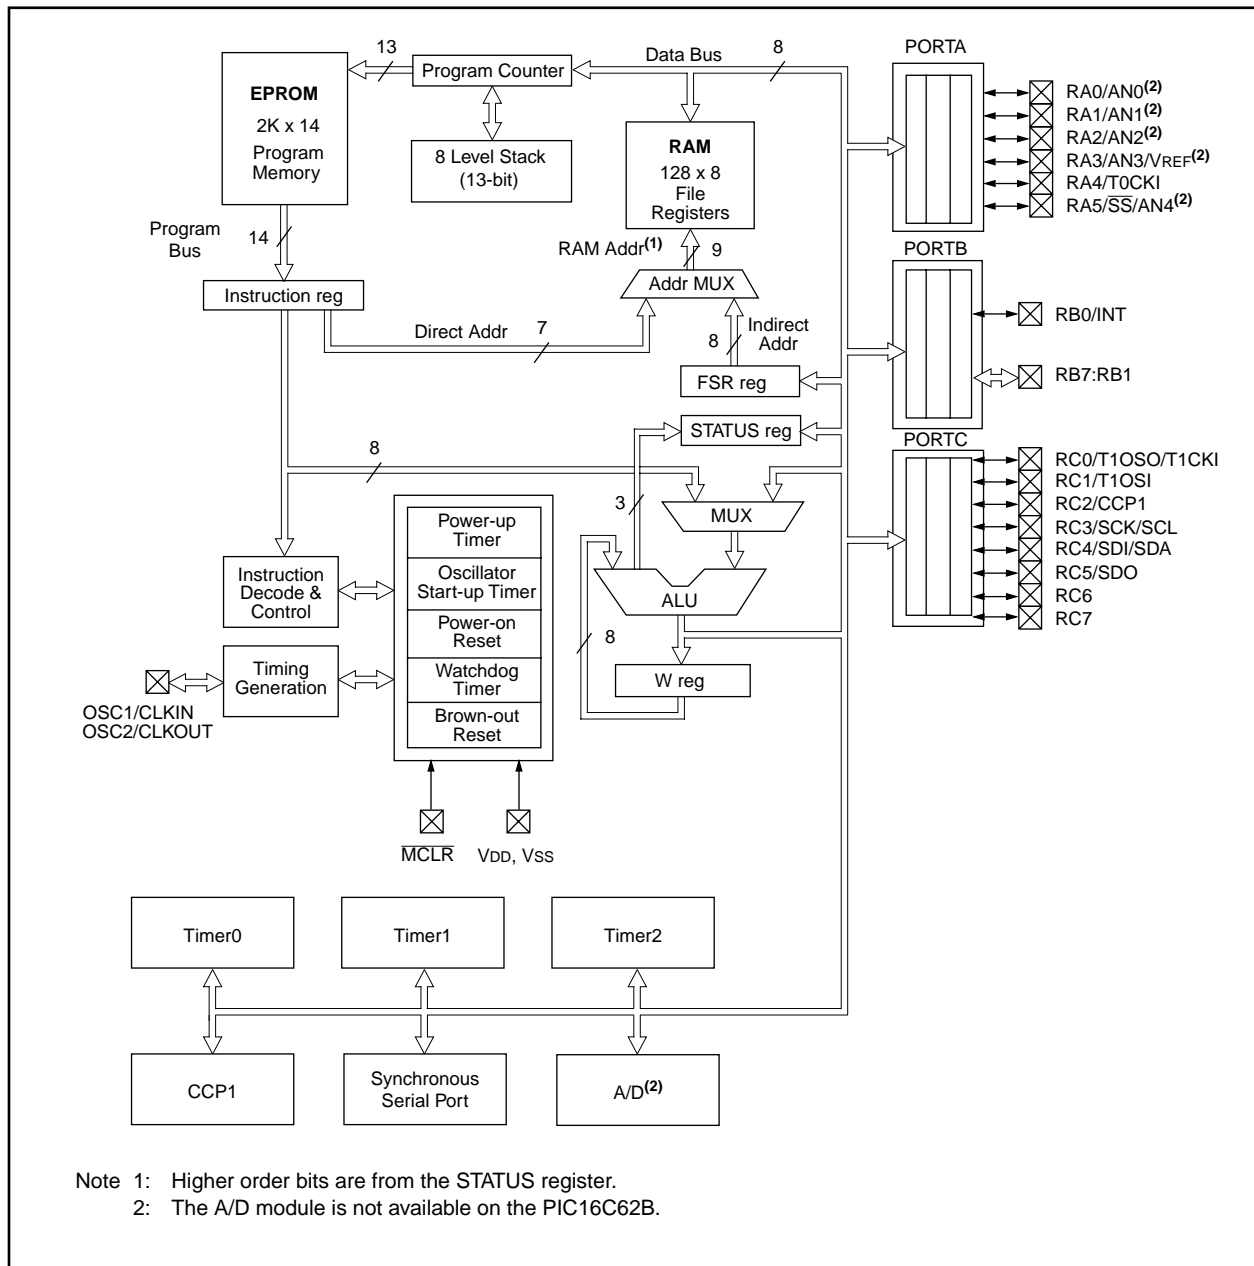 13
Data Bus
8
PORTA
Program Counter
EPROM
2K x 14
Program
Memory
8 Level Stack
(13-bit)
RAM
128 x 8
File
Registers
RA0/AN0(2)
RA1/AN1(2)
RA2/AN2(2)
RA3/AN3/VREF(2)
RA4/T0CKI
RA5/SS/AN4(2)
Program
Bus
14
RAM Addr(1)
9
PORTB
Instruction reg
Addr MUX
Direct Addr
7
8
Indirect
Addr
RB0/INT
FSR reg
RB7:RB1
STATUS reg
PORTC
8
3
MUX
RC0/T1OSO/T1CKI
RC1/T1OSI
RC2/CCP1
RC3/SCK/SCL
RC4/SDI/SDA
RC5/SDO
RC6
RC7
Power-up
Timer
Oscillator
Start-up Timer
Power-on
Reset
Watchdog
Timer
Brown-out
Reset
Instruction
Decode &
Control
ALU
8
W reg
Timing
Generation
OSC1/CLKIN
OSC2/CLKOUT
MCLR
VDD, VSS
Timer0
Timer1
Timer2
CCP1
Synchronous
Serial Port
A/D(2)
Note 1: Higher order bits are from the STATUS register.
2: The A/D module is not available on the PIC16C62B.